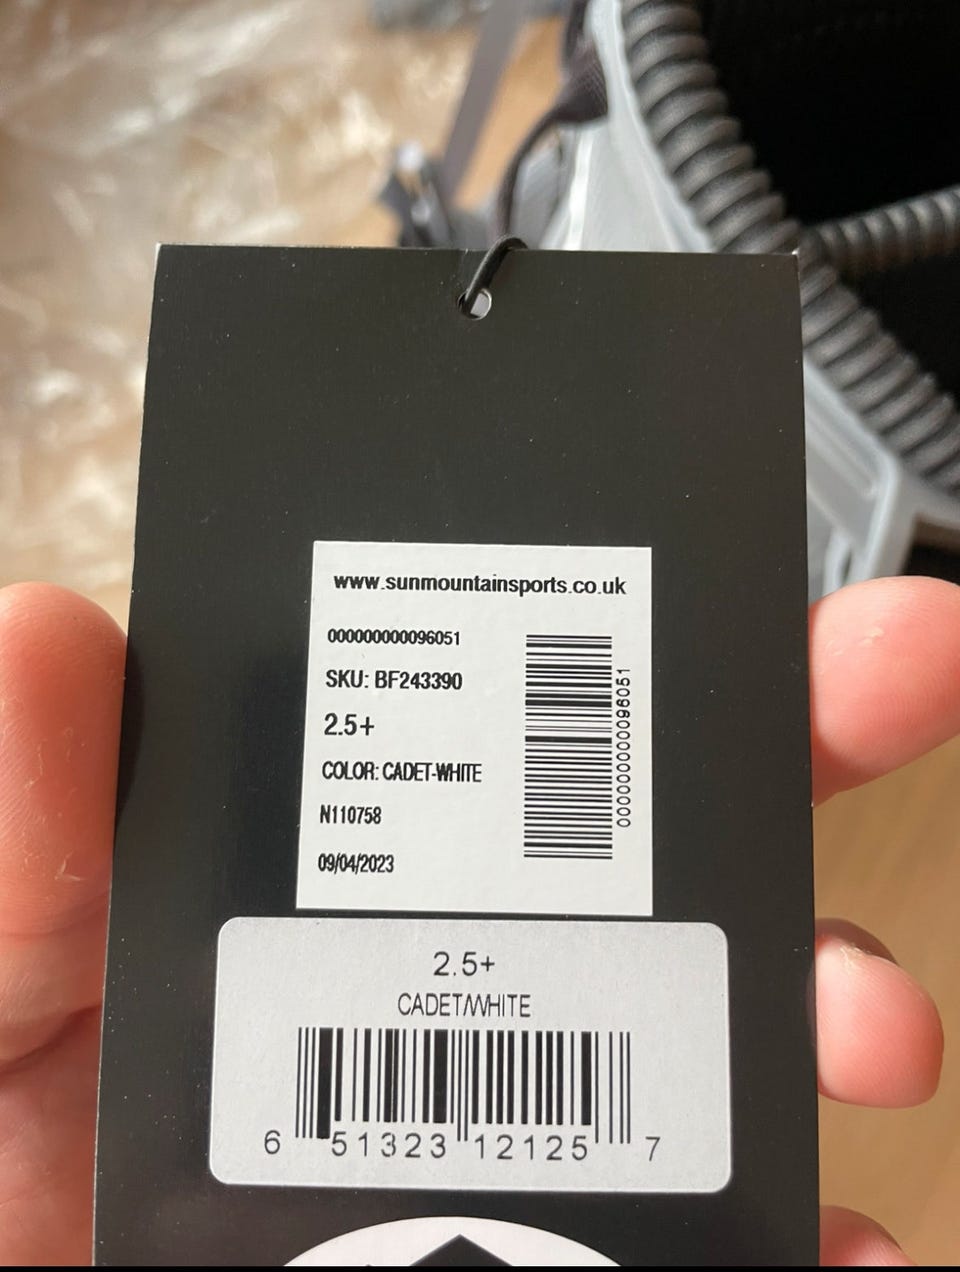 www.sunmountainsports.co.uk
000000000096051
SKU: BF243390
2.5+
COLOR: CADET-WHITE
N110758
09/04/2023
000000000096051
2.5+
CADET/WHITE
6 51323 12125 7